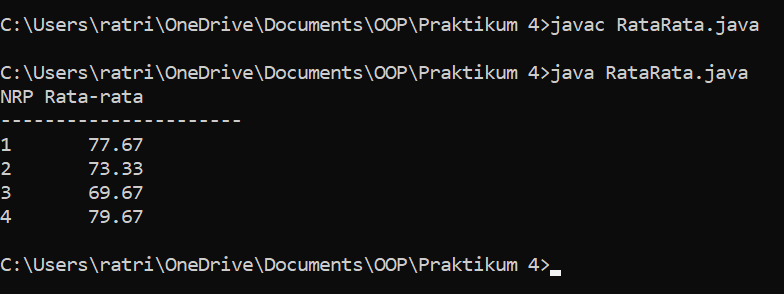 C:\Users\ratri\OneDrive\Documents\OOP\Praktikum 4>javac RataRata.java
C:\Users\ratri\OneDrive\Documents\OOP\Praktikum 4>java RataRata.java
NRP Rata-rata
----------------------
1       77.67
2       73.33
3       69.67
4       79.67
C:\Users\ratri\OneDrive\Documents\OOP\Praktikum 4>